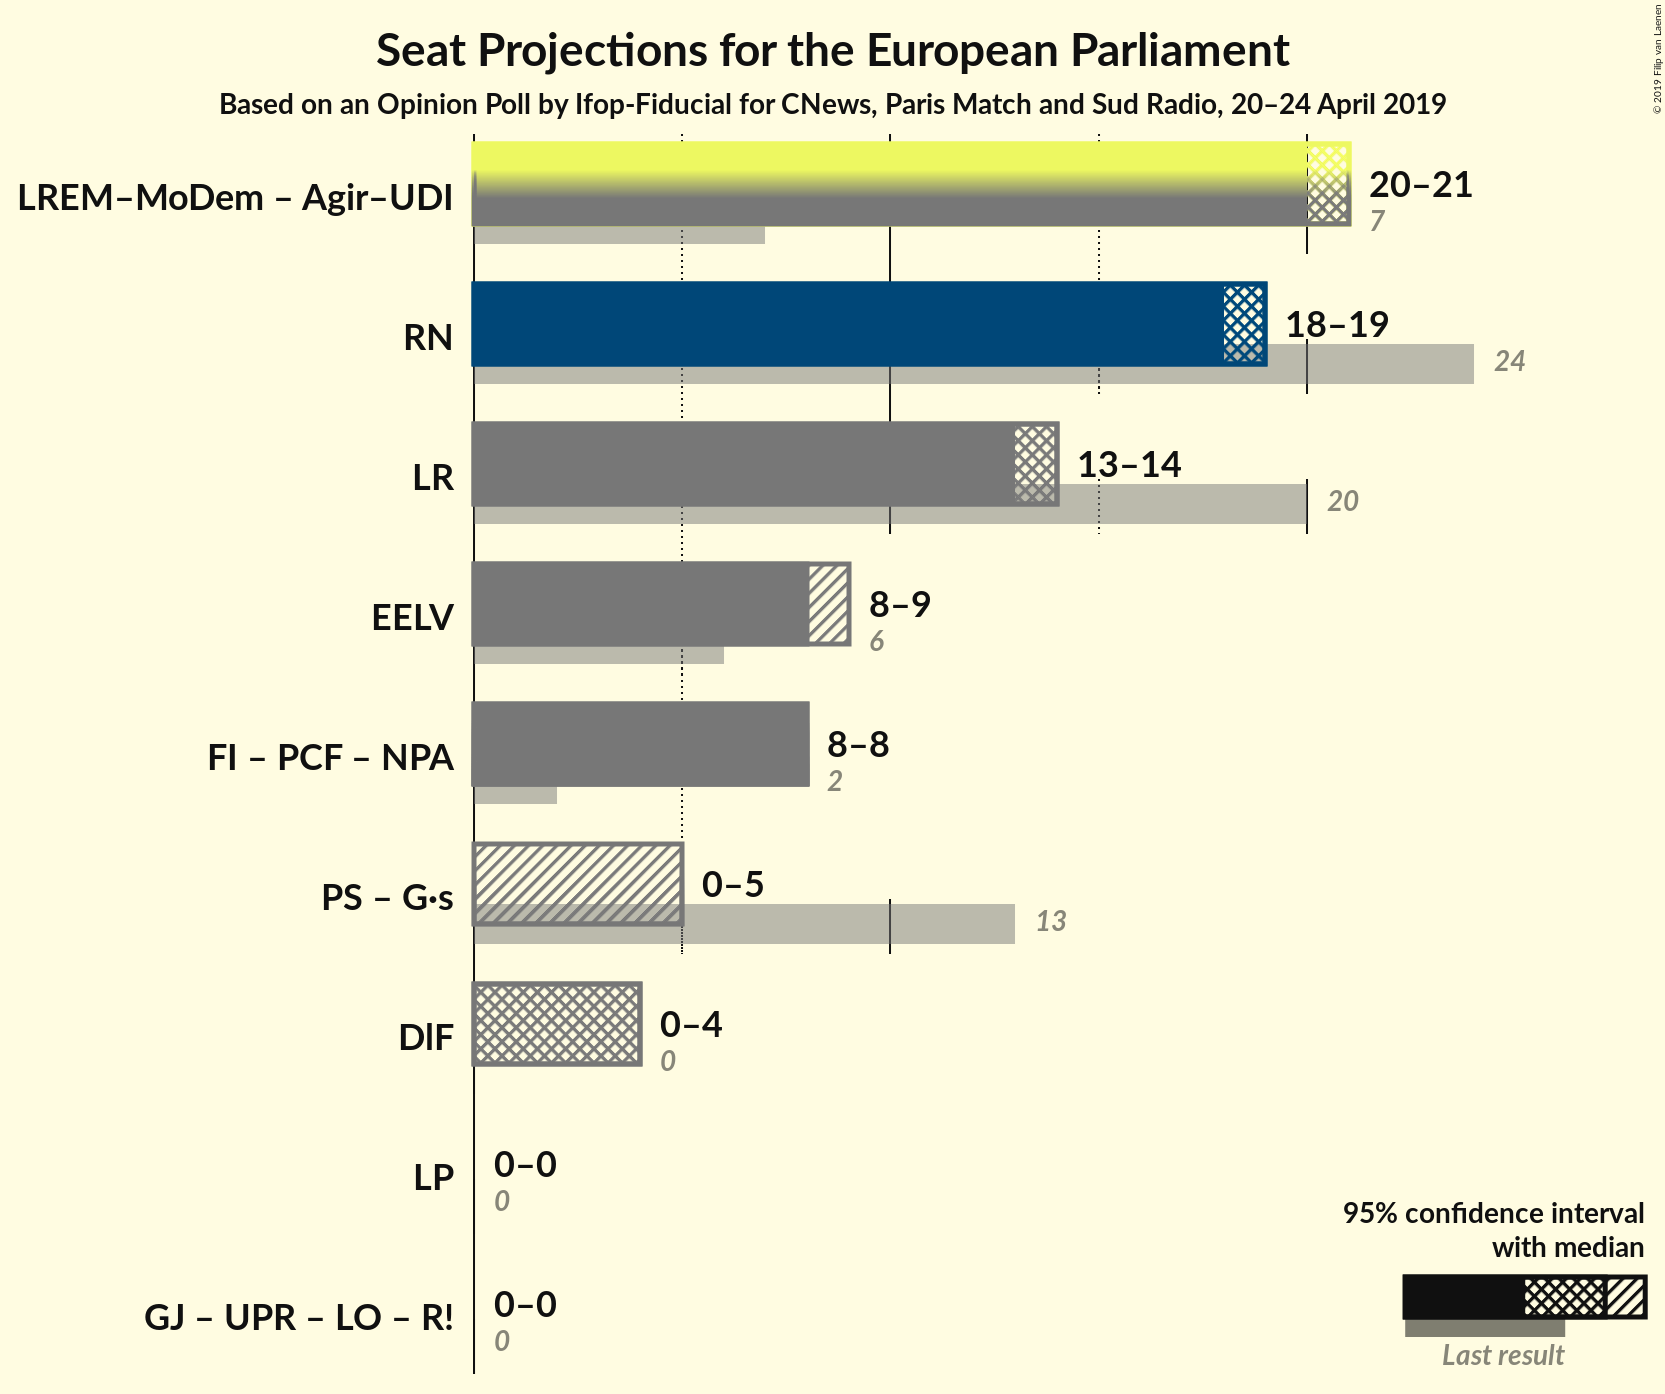 Seat Projections for the European Parliament
Based on an Opinion Poll by Ifop-Fiducial for CNews, Paris Match and Sud Radio, 20–24 April 2019
© 2019 Filip van Laenen
LREM–MoDem – Agir–UDI
20–21
7
RN
18–19
24
LR
13–14
20
EELV
8–9
6
FI – PCF – NPA
8–8
2
PS – G·s
0–5
13
DlF
0–4
0
LP
0–0
0
GJ – UPR – LO – R!
0–0
0
95% confidence interval
with median
Last result